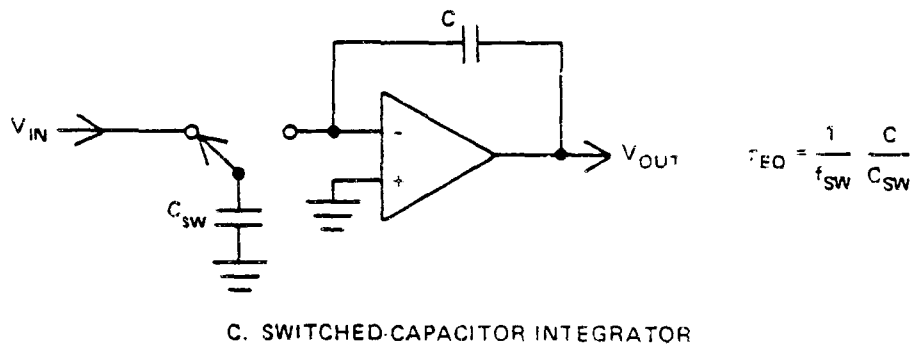 C
V_IN
-
+
V_OUT
C_SW
τ_EQ = 1/f_SW C/C_SW
C. SWITCHED-CAPACITOR INTEGRATOR